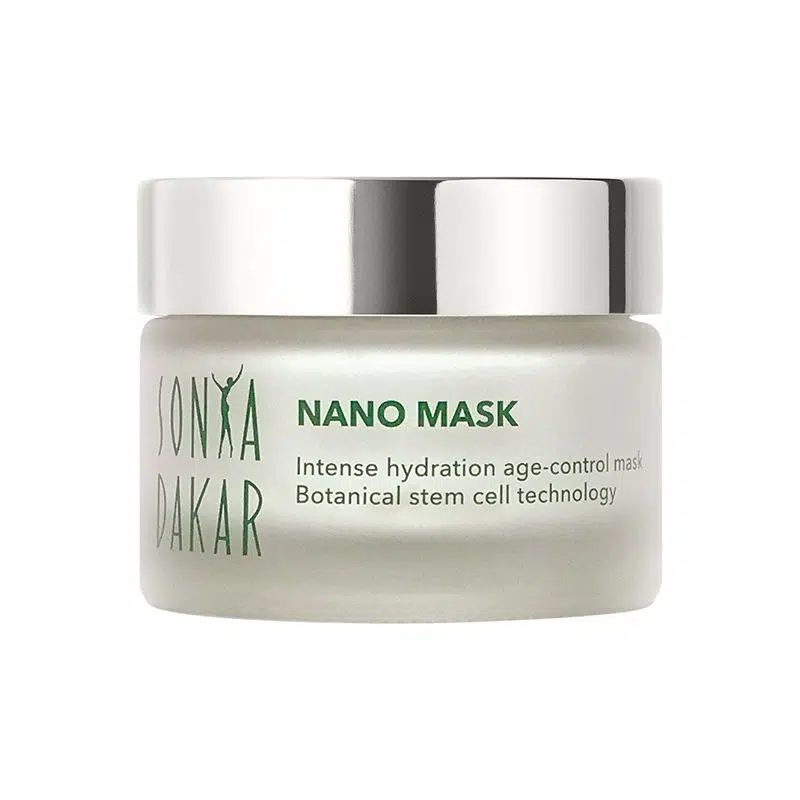 SONYA
DAKAR
NANO MASK
Intense hydration age-control mask
Botanical stem cell technology